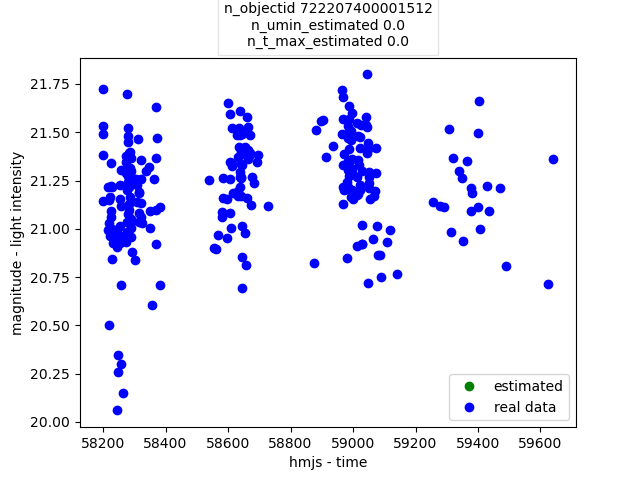 n_objectid 722207400001512
n_umin_estimated 0.0
n_t_max_estimated 0.0
magnitude - light intensity
21.75
21.50
21.25
21.00
20.75
20.50
20.25
20.00
estimated
real data
58200 58400 58600 58800 59000 59200 59400 59600
hmjs - time